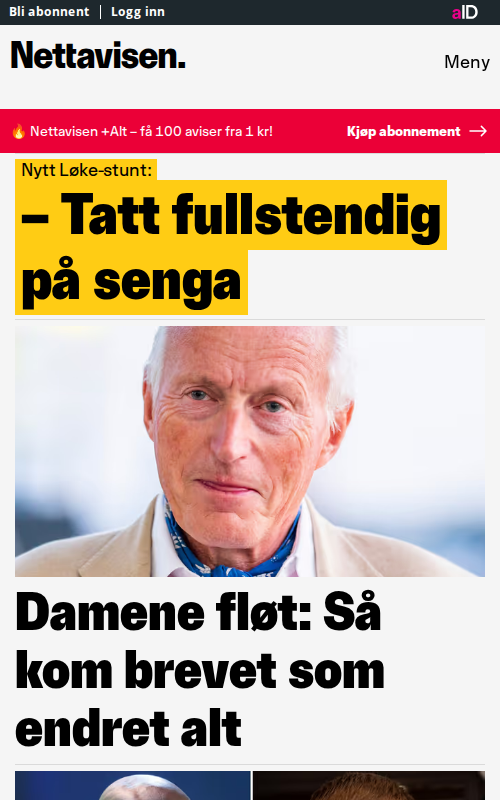 Bli abonnent
Logg inn
aID
Nettavisen.
Meny
🔥 Nettavisen +Alt – få 100 aviser fra 1 kr!
Kjøp abonnement →
Nytt Løke-stunt:
– Tatt fullstendig
på senga
Damene fløt: Så
kom brevet som
endret alt